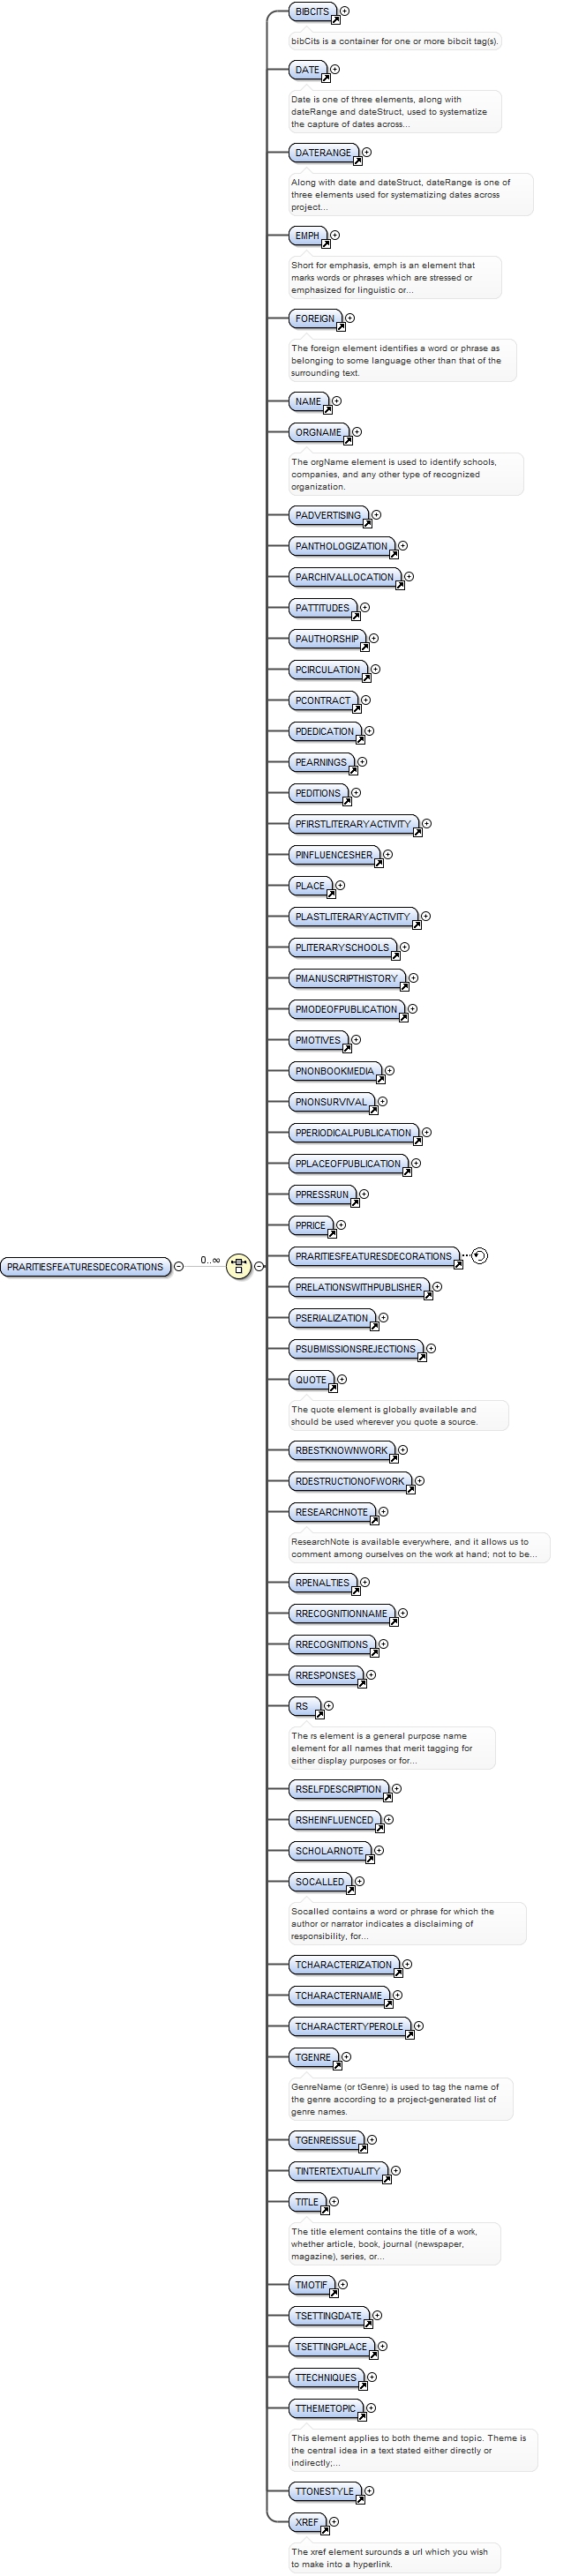 BIBCITS
bibCits is a container for one or more bibcit tag(s).
DATE
Date is one of three elements, along with
dateRange and dateStruct, used to systematize
the capture of dates across...
DATERANGE
Along with date and dateStruct, dateRange is one of
three elements used for systematizing dates across
project...
EMPH
Short for emphasis, emph is an element that
marks words or phrases which are stressed or
emphasized for linguistic or...
FOREIGN
The foreign element identifies a word or phrase as
belonging to some language other than that of the
surrounding text.
NAME
ORGNAME
The orgName element is used to identify schools,
companies, and any other type of recognized
organization.
PADVERTISING
PANTHOLOGIZATION
PARCHIVALLOCATION
PATTITUDES
PAUTHORSHIP
PCIRCULATION
PCONTRACT
PDEDICATION
PEARNINGS
PEDITIONS
PFIRSTLITERARYACTIVITY
PINFLUENCESHER
PLACE
PLASTLITERARYACTIVITY
PLITERARYSCHOOLS
PMANUSCRIPTHISTORY
PMODEOFPUBLICATION
PMOTIVES
PNONBOOKMEDIA
PNONSURVIVAL
PPERIODICALPUBLICATION
PPLACEOFPUBLICATION
PPRESSRUN
PPRICE
PRARITIESFEATURESDECORATIONS
PRARITIESFEATURESDECORATIONS 0..∞
PRELATIONSWITHPUBLISHER
PSERIALIZATION
PSUBMISSIONSREJECTIONS
QUOTE
The quote element is globally available and
should be used wherever you quote a source.
RBESTKNOWNWORK
RDESTRUCTIONOFWORK
RESEARCHNOTE
ResearchNote is available everywhere, and it allows us to
comment among ourselves on the work at hand; not to be...
RPENALTIES
RRECOGNITIONNAME
RRECOGNITIONS
RRESPONSES
RS
The rs element is a general purpose name
element for all names that merit tagging for
either display purposes or for...
RSELFDESCRIPTION
RSHEINFLUENCED
SCHOLARNOTE
SOCALLED
Socalled contains a word or phrase for which the
author or narrator indicates a disclaiming of
responsibility, for...
TCHARACTERIZATION
TCHARACTERNAME
TCHARACTERTYPEROLE
TGENRE
GenreName (or tGenre) is used to tag the name of
the genre according to a project-generated list of
genre names.
TGENREISSUE
TINTERTEXTUALITY
TITLE
The title element contains the title of a work,
whether article, book, journal (newspaper,
magazine), series, or...
TMOTIF
TSETTINGDATE
TSETTINGPLACE
TTECHNIQUES
TTHEMETOPIC
This element applies to both theme and topic. Theme is
the central idea in a text stated either directly or
indirectly;...
TTONESTYLE
XREF
The xref element surounds a url which you wish
to make into a hyperlink.